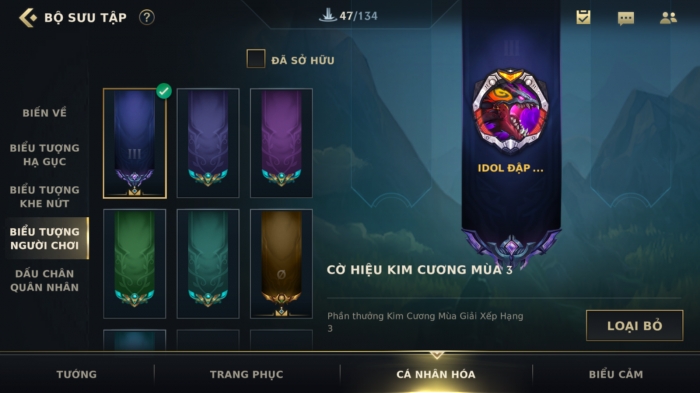 BỘ SƯU TẬP ?
47/134
ĐÃ SỞ HỮU
BIẾN VỀ
BIỂU TƯỢNG
HẠ GỤC
BIỂU TƯỢNG
KHE NỨT
BIỂU TƯỢNG
NGƯỜI CHƠI
DẤU CHÂN
QUÂN NHÂN
III
III
IDOL ĐẬP ...
CỜ HIỆU KIM CƯƠNG MÙA 3
Phần thưởng Kim Cương Mùa Giải Xếp Hạng
3
LOẠI BỎ
TƯỚNG
TRANG PHỤC
CÁ NHÂN HÓA
BIỂU CẢM